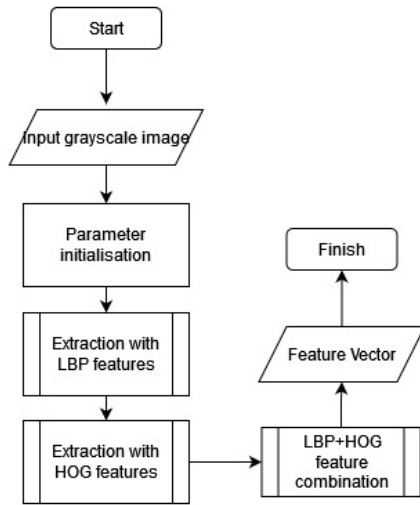 Start
Input grayscale image
Parameter
initialisation
Extraction with
LBP features
Extraction with
HOG features
LBP+HOG
feature
combination
Feature Vector
Finish